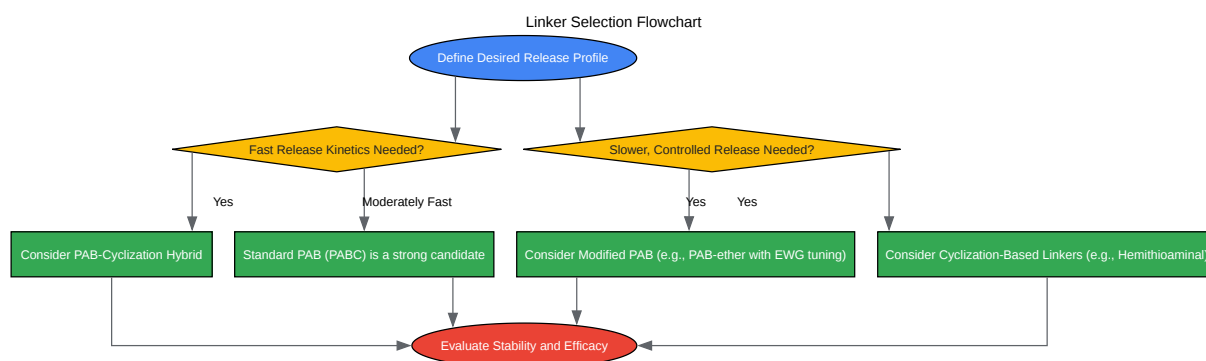 Linker Selection Flowchart
Define Desired Release Profile
Fast Release Kinetics Needed?
Slower, Controlled Release Needed?
Yes
Moderately Fast
Yes
Yes
Consider PAB-Cyclization Hybrid
Standard PAB (PABC) is a strong candidate
Consider Modified PAB (e.g., PAB-ether with EWG tuning)
Consider Cyclization-Based Linkers (e.g., Hemithioaminal)
Evaluate Stability and Efficacy